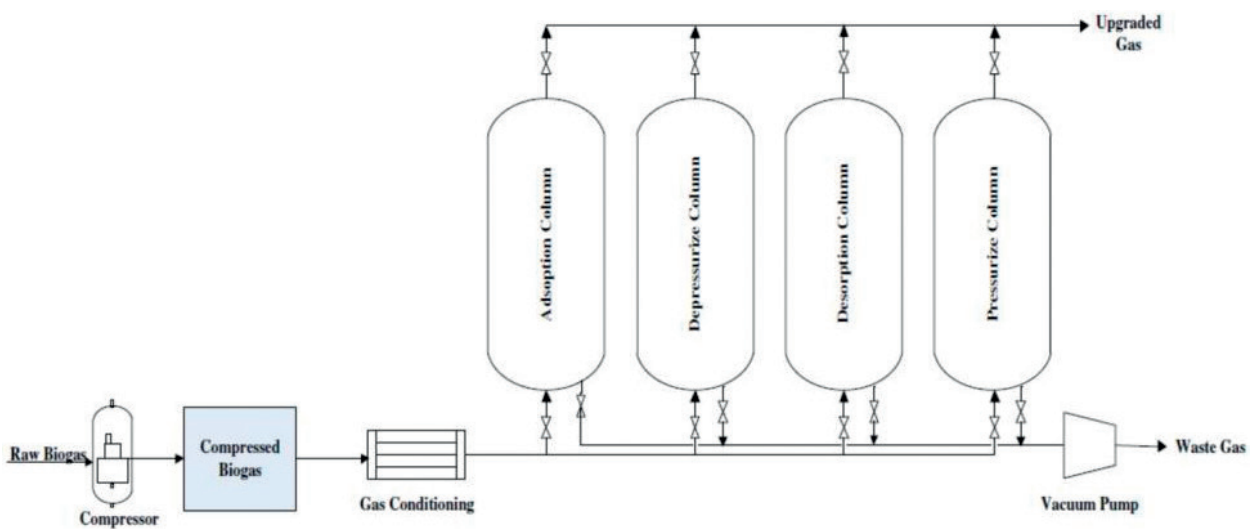 Upgraded
Gas
Adsoption Column
Depressurize Column
Desorption Column
Pressurize Column
Raw Biogas
Compressed
Biogas
Waste Gas
Gas Conditioning
Vacuum Pump
Compressor